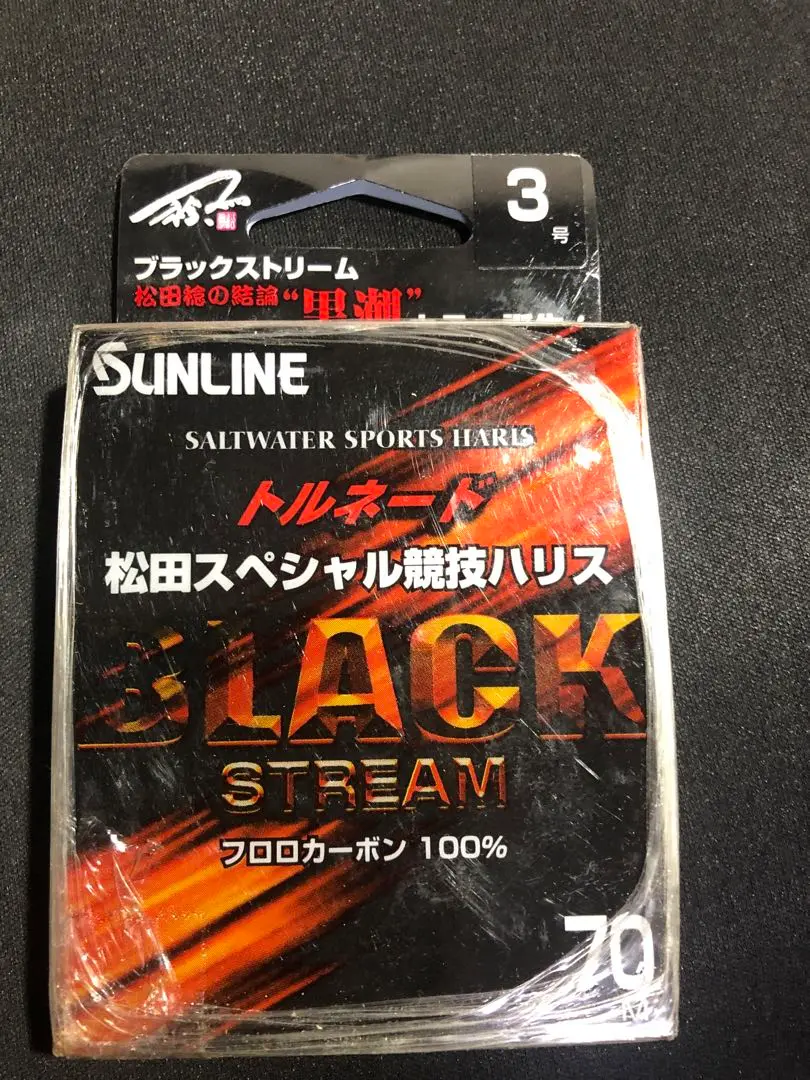 3
号
ブラックストリーム
松田稔の結論“黒潮”
SUNLINE
SALTWATER SPORTS HARIS
トルネード
松田スペシャル競技ハリス
BLACK
STREAM
フロロカーボン 100%
70
M